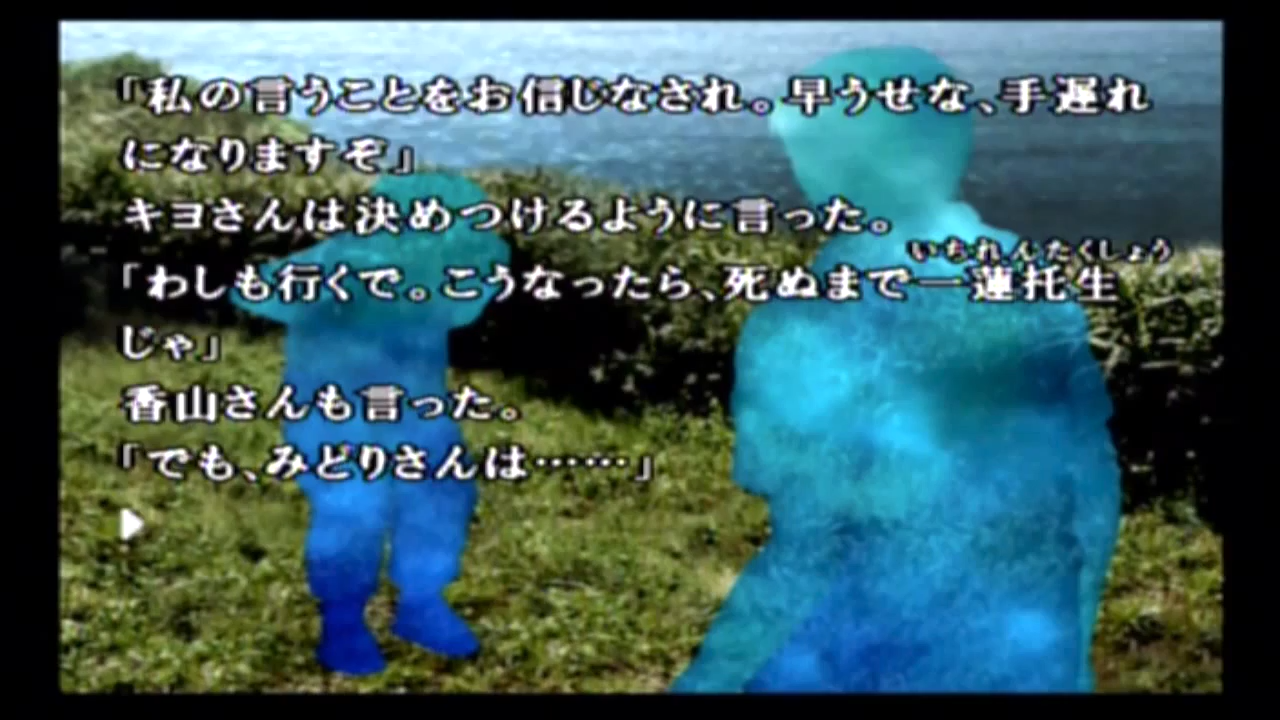 「私の言うことをお信じなされ。早うせな、手遅れ
になりますぞ」
キヨさんは決めつけるように言った。
いちれんたくしょう
「わしも行くで。こうなったら、死ぬまで一蓮托生
じゃ」
香山さんも言った。
「でも、みどりさんは……」